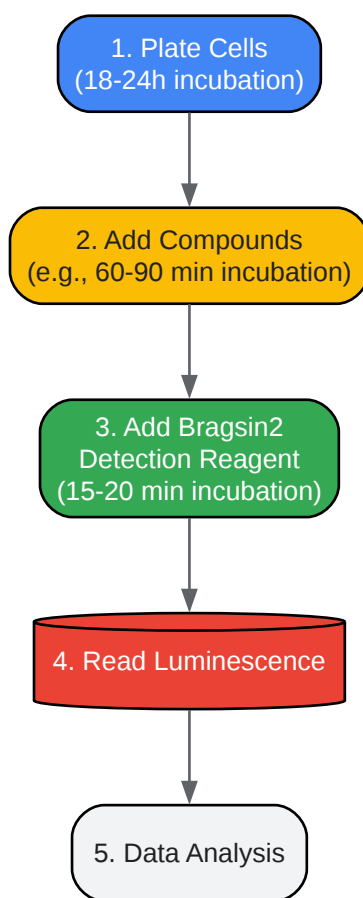 1. Plate Cells
(18-24h incubation)
2. Add Compounds
(e.g., 60-90 min incubation)
3. Add Bragsin2
Detection Reagent
(15-20 min incubation)
4. Read Luminescence
5. Data Analysis